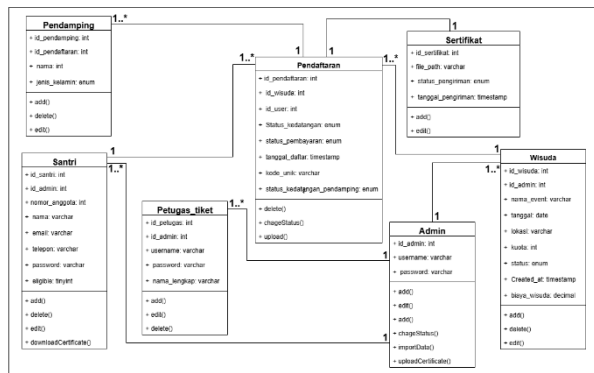 Pendamping
+ id_pendamping: int
+ id_pendaftaran: int
+ nama: int
+ jenis_kelamin: enum
+ add()
+ delete()
+ edit()
1..*
1
1
1
Sertifikat
+ id_sertifikat: int
+ file_path: varchar
+ status_pengiriman: enum
+ tanggal_pengiriman: timestamp
+ add()
+ edit()
1..*
1..*
Pendaftaran
+ id_pendaftaran: int
+ id_wisuda: int
+ id_user: int
+ Status_kedatangan: enum
+ status_pembayaran: enum
+ tanggal_daftar: timestamp
+ kode_unik: varchar
+ status_kedatangan_pendamping: enum
+ delete()
+ chageStatus()
+ upload()
1
1..*
Santri
+ id_santri: int
+ id_admin: int
+ nomor_anggota: int
+ nama: varchar
+ email: varchar
+ telepon: varchar
+ password: varchar
+ eligible: tinyint
+ add()
+ delete()
+ edit()
+ downloadCertificate()
1..*
Petugas_tiket
+ id_petugas: int
+ id_admin: int
+ username: varchar
+ password: varchar
+ nama_lengkap: varchar
+ add()
+ edit()
+ delete()
1
1..*
Wisuda
+ id_wisuda: int
+ id_admin: int
+ nama_event: varchar
+ tanggal: date
+ lokasi: varchar
+ kuota: int
+ status: enum
+ Created_at: timestamp
+ biaya_wisuda: decimal
+ add()
+ delete()
+ edit()
1
1
1
Admin
+ id_admin: int
+ username: varchar
+ password: varchar
+ add()
+ edit()
+ add()
+ chageStatus()
+ importData()
+ uploadCertificate()